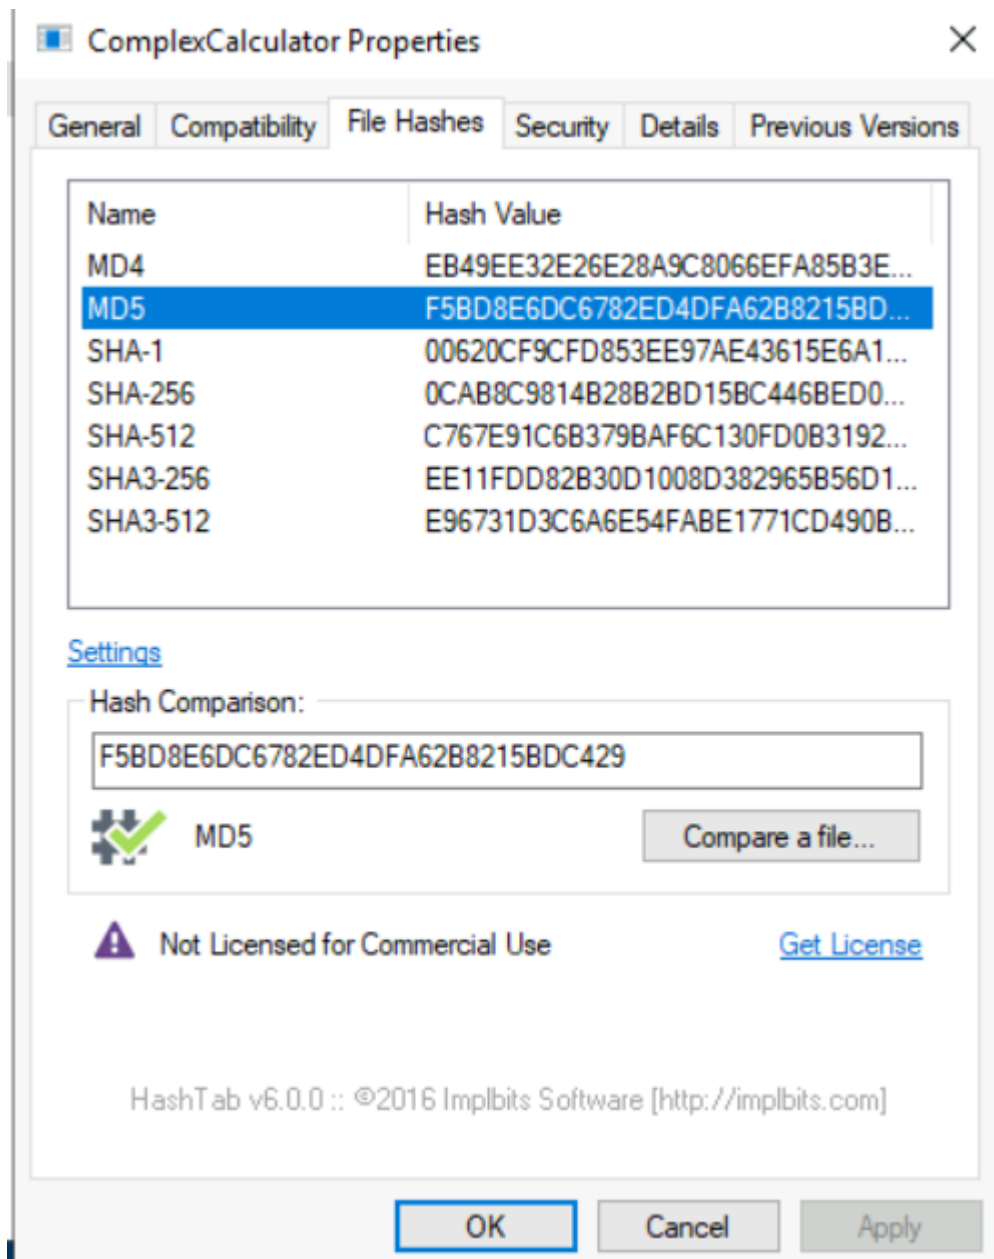 ComplexCalculator Properties
General Compatibility File Hashes Security Details Previous Versions
Name Hash Value
MD4 EB49EE32E26E28A9C8066EFA85B3E...
MD5 F5BD8E6DC6782ED4DFA62B8215BD...
SHA-1 00620CF9CFD853EE97AE43615E6A1...
SHA-256 0CAB8C9814B28B2BD15BC446BED0...
SHA-512 C767E91C6B379BAF6C130FD0B3192...
SHA3-256 EE11FDD82B30D1008D382965B56D1...
SHA3-512 E96731D3C6A6E54FABE1771CD490B...
Settings
Hash Comparison:
F5BD8E6DC6782ED4DFA62B8215BDC429
MD5 Compare a file...
Not Licensed for Commercial Use Get License
HashTab v6.0.0 :: ©2016 Implbits Software [http://implbits.com]
OK Cancel Apply